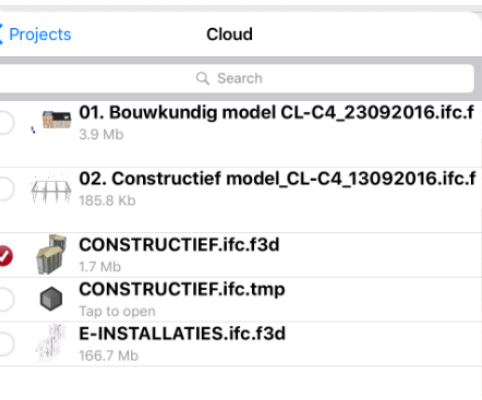 Projects
Cloud
Search
01. Bouwkundig model CL-C4_23092016.ifc.f
3.9 Mb
02. Constructief model_CL-C4_13092016.ifc.f
185.8 Kb
CONSTRUCTIEF.ifc.f3d
1.7 Mb
CONSTRUCTIEF.ifc.tmp
Tap to open
E-INSTALLATIES.ifc.f3d
166.7 Mb